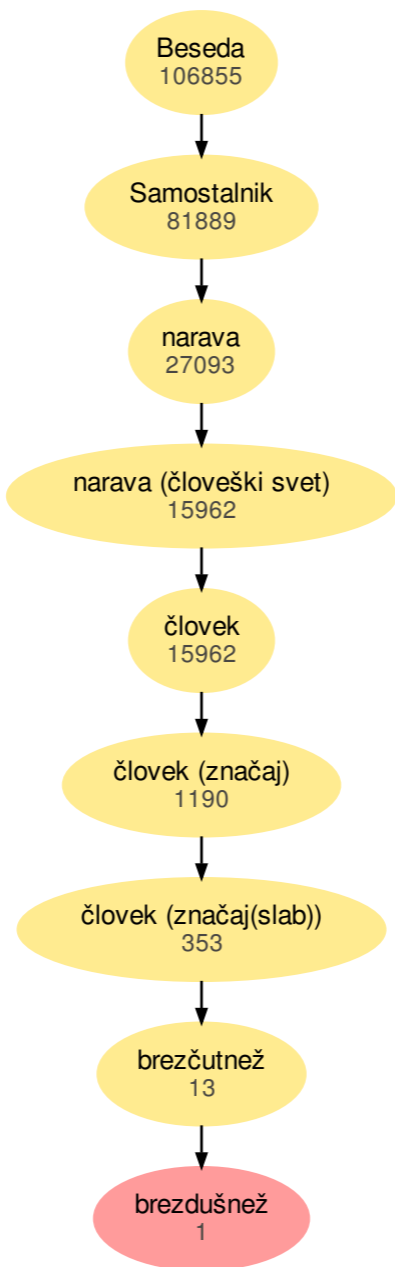 Beseda
106855
Samostalnik
81889
narava
27093
narava (človeški svet)
15962
človek
15962
človek (značaj)
1190
človek (značaj(slab))
353
brezčutnež
13
brezdušnež
1